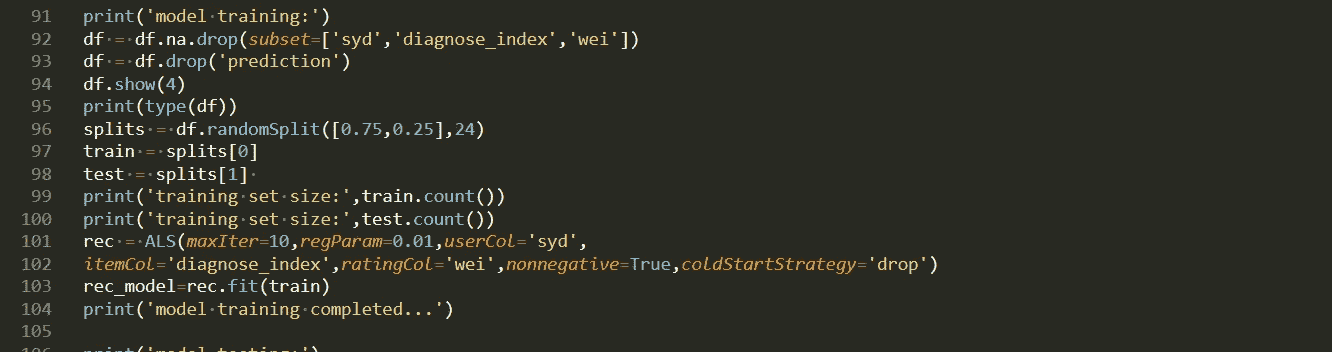 91 print('model training:')
92 df = df.na.drop(subset=['syd','diagnose_index','wei'])
93 df = df.drop('prediction')
94 df.show(4)
95 print(type(df))
96 splits = df.randomSplit([0.75,0.25],24)
97 train = splits[0]
98 test = splits[1]
99 print('training set size:',train.count())
100 print('training set size:',test.count())
101 rec = ALS(maxIter=10,regParam=0.01,userCol='syd',
102 itemCol='diagnose_index',ratingCol='wei',nonnegative=True,coldStartStrategy='drop')
103 rec_model=rec.fit(train)
104 print('model training completed...')
105
106 print('model testing:')